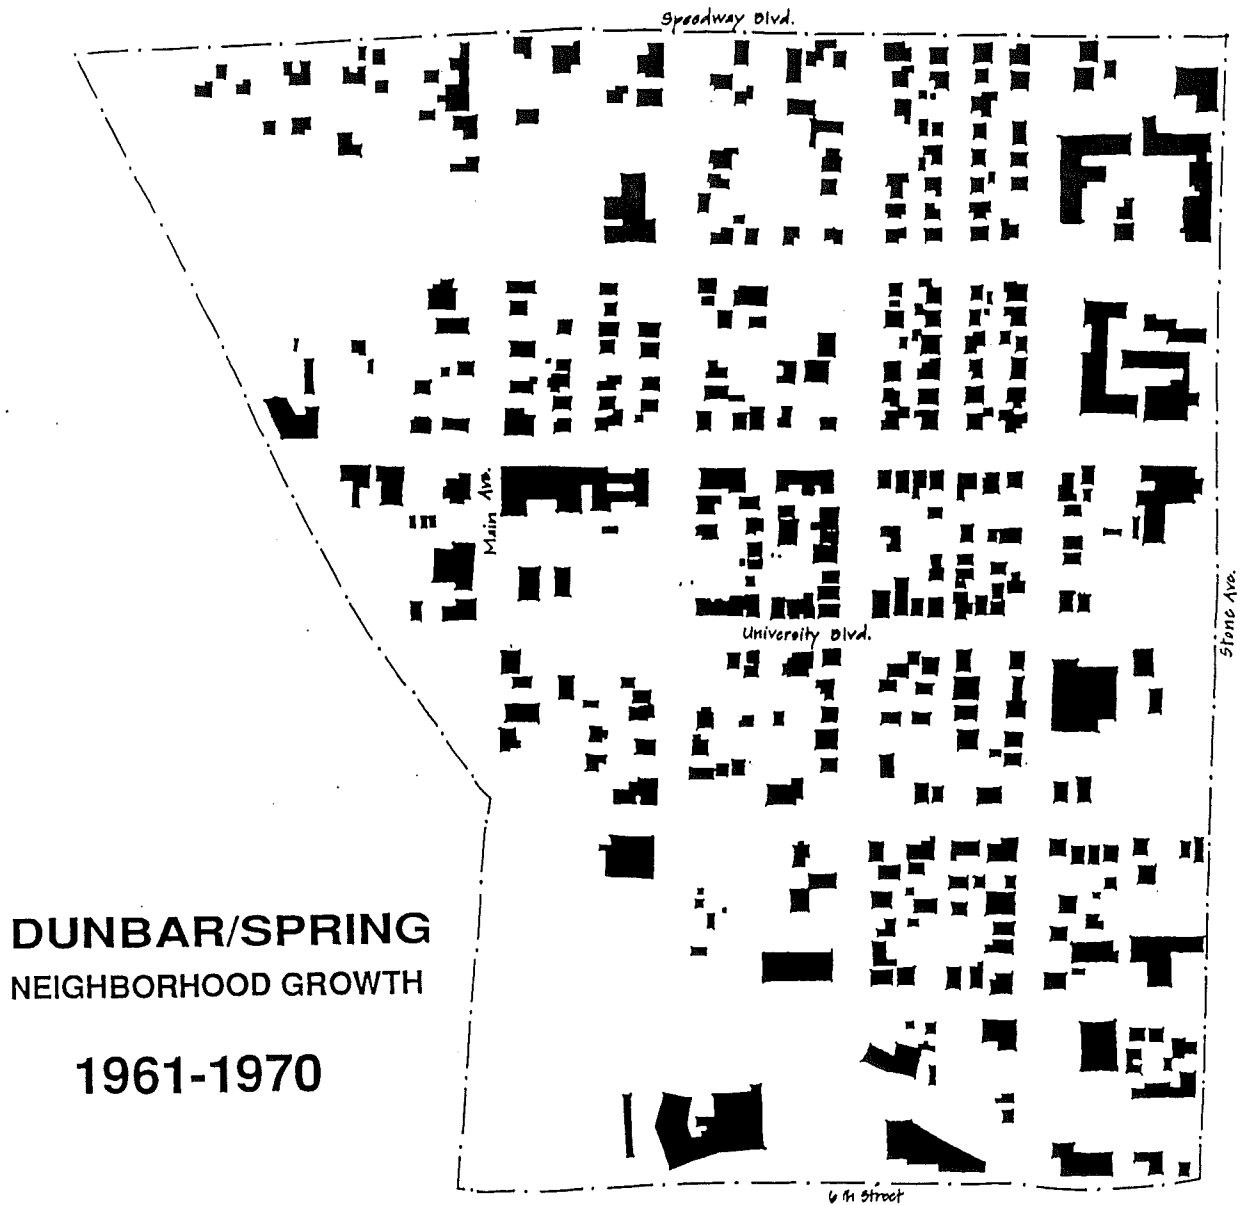 Speedway Blvd.
Main Ave.
Stone Ave.
University Blvd.
DUNBAR/SPRING
NEIGHBORHOOD GROWTH
1961-1970
6th Street